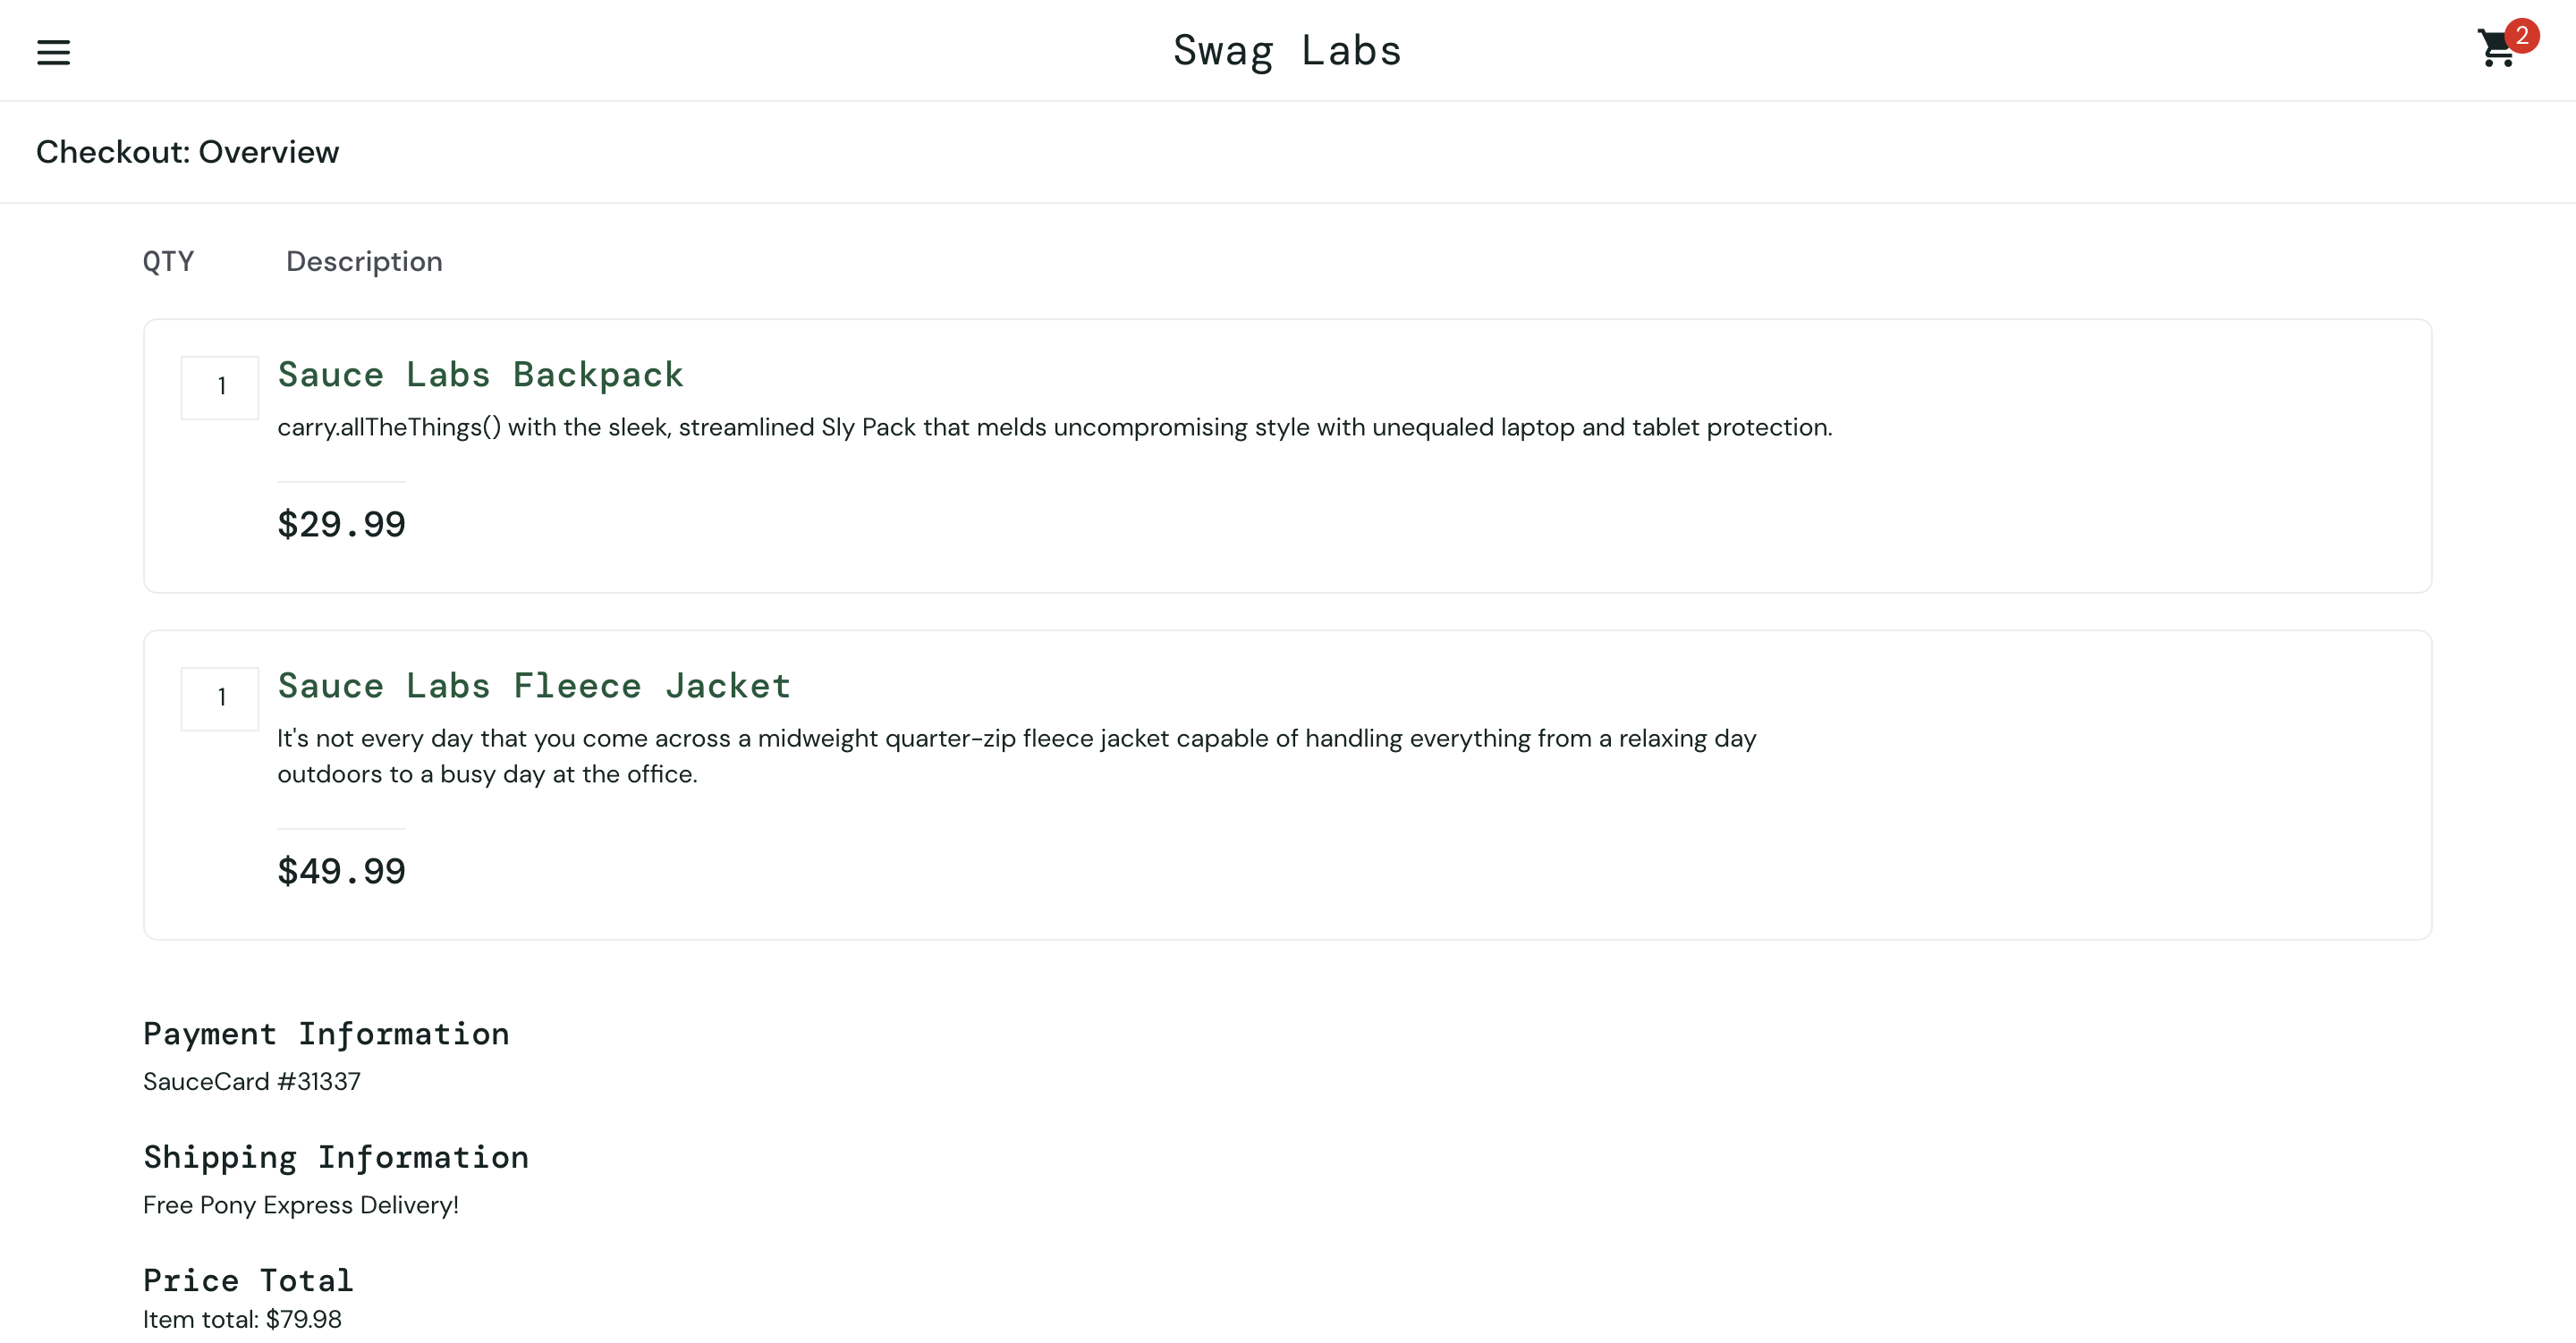 Swag Labs
2
Checkout: Overview
QTY Description
1
Sauce Labs Backpack
carry.allTheThings() with the sleek, streamlined Sly Pack that melds uncompromising style with unequaled laptop and tablet protection.
$29.99
1
Sauce Labs Fleece Jacket
It's not every day that you come across a midweight quarter-zip fleece jacket capable of handling everything from a relaxing day
outdoors to a busy day at the office.
$49.99
Payment Information
SauceCard #31337
Shipping Information
Free Pony Express Delivery!
Price Total
Item total: $79.98